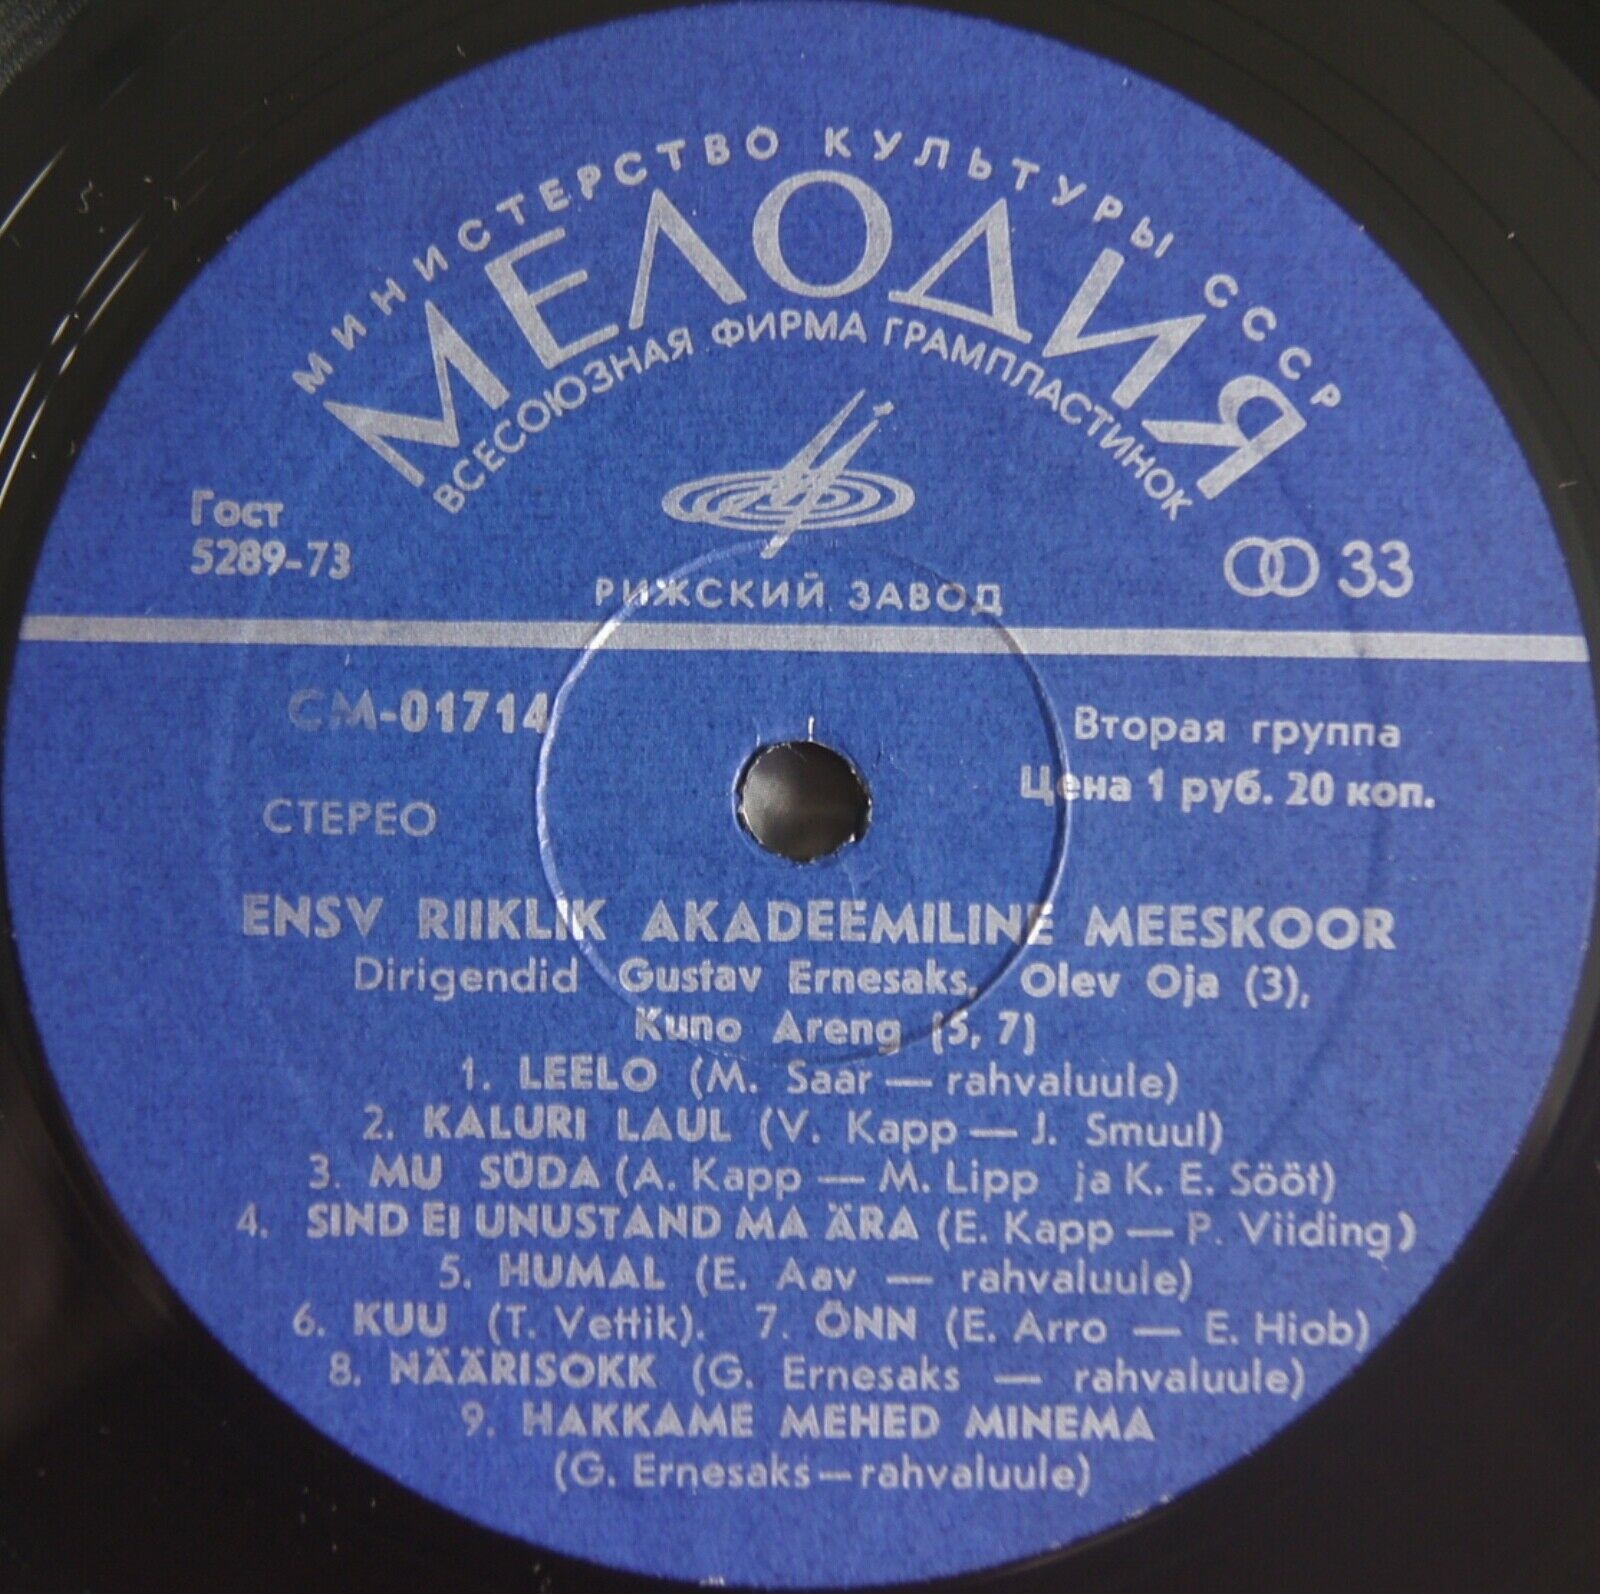 МИНИСТЕРСТВО КУЛЬТУРЫ СССР
МЕЛОДИЯ
ВСЕСОЮЗНАЯ ФИРМА ГРАМПЛАСТИНОК
Гост
5289-73
33
РИЖСКИЙ ЗАВОД
СМ-01714
Вторая группа
Цена 1 руб. 20 коп.
СТЕРЕО
ENSV RIIKLIK AKADEEMILINE MEESKOOR
Dirigendid Gustav Ernesaks, Olev Oja (3),
Kuno Areng (5, 7)
1. LEELO (M. Saar — rahvaluule)
2. KALURI LAUL (V. Kapp — J. Smuul)
3. MU SÜDA (A. Kapp — M. Lipp ja K. E. Sööt)
4. SIND EI UNUSTAND MA ÄRA (E. Kapp — P. Viiding)
5. HUMAL (E. Aav — rahvaluule)
6. KUU (T. Vettik). 7. ÕNN (E. Arro — E. Hiob)
8. NÄÄRISOKK (G. Ernesaks — rahvaluule)
9. HAKKAME MEHED MINEMA
(G. Ernesaks — rahvaluule)